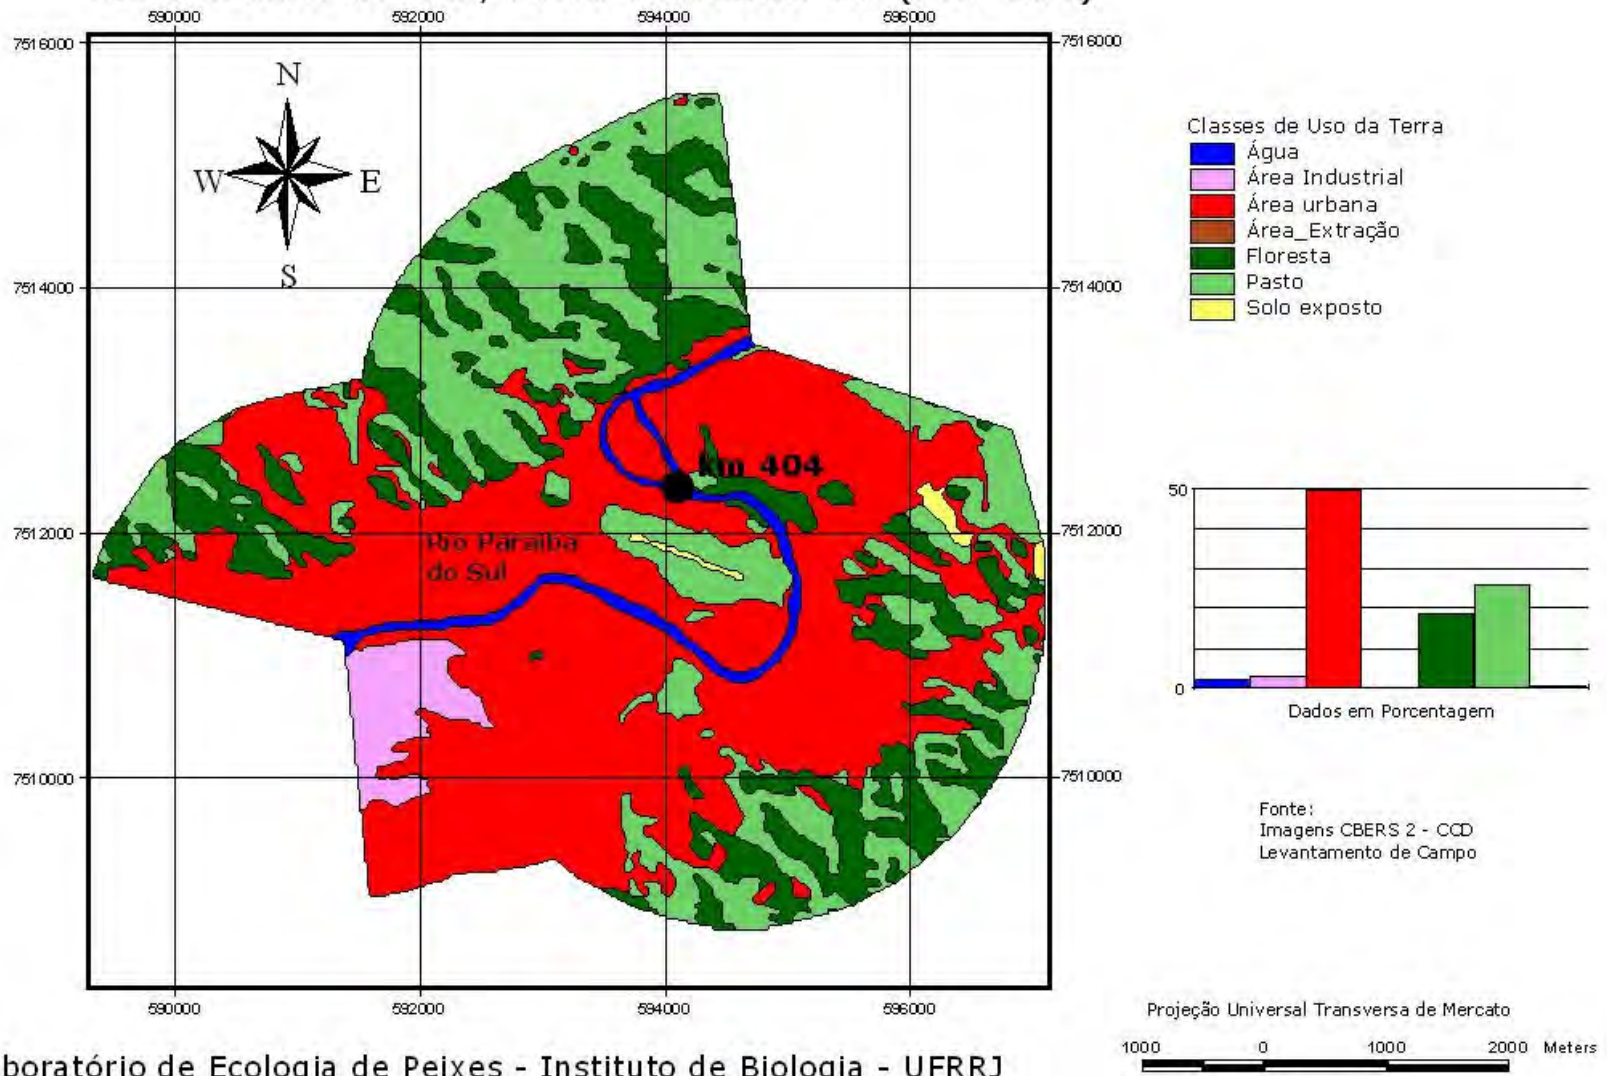 590000 592000 594000 596000
7516000 7516000
N
W E
S
7514000 7514000
km 404
7512000 7512000
Rio Paraíba
do Sul
7510000 7510000
590000 592000 594000 596000
Classes de Uso da Terra
Água
Área Industrial
Área urbana
Área_Extração
Floresta
Pasto
Solo exposto
50
0
Dados em Porcentagem
Fonte:
Imagens CBERS 2 - CCD
Levantamento de Campo
Projeção Universal Transversa de Mercato
1000 0 1000 2000 Meters
boratório de Ecologia de Peixes - Instituto de Biologia - UFRRJ